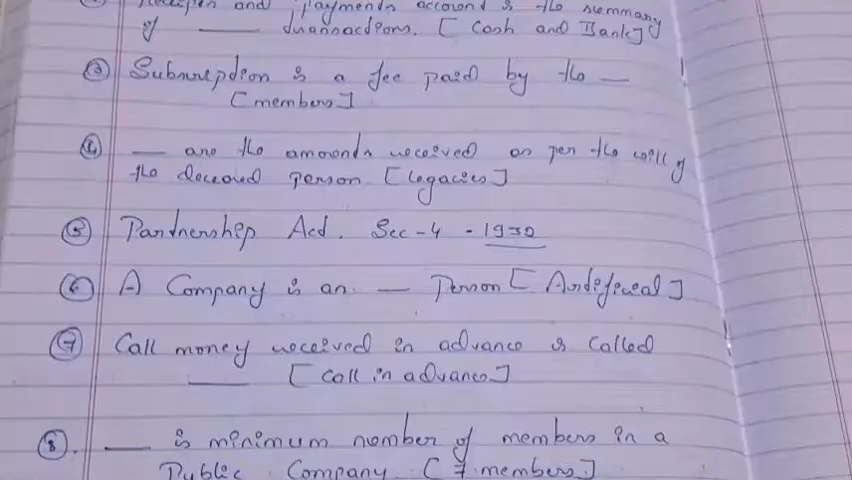 Receipts and Payments account is the summary
of ___ transactions. [Cash and Bank]
③ Subscription is a fee paid by the —
[members]
④ — are the amounts received as per the will of
the deceased person [Legacies]
⑤ Partnership Act. Sec-4 - 1932
⑥ A Company is an — Person [Artificial]
⑦ Call money received in advance is called
___ [Call in advance]
⑧. ___ is minimum number of members in a
Public Company [7 members]